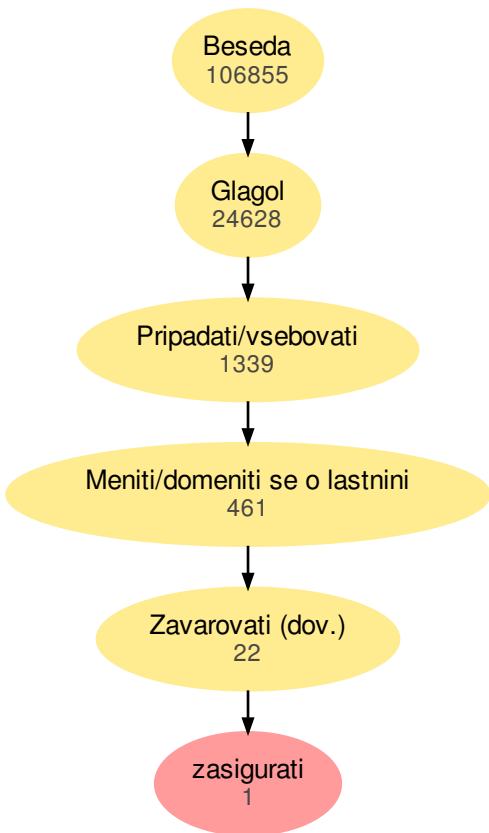 Beseda
106855
Glagol
24628
Pripadati/vsebovati
1339
Meniti/domeniti se o lastnini
461
Zavarovati (dov.)
22
zasigurati
1